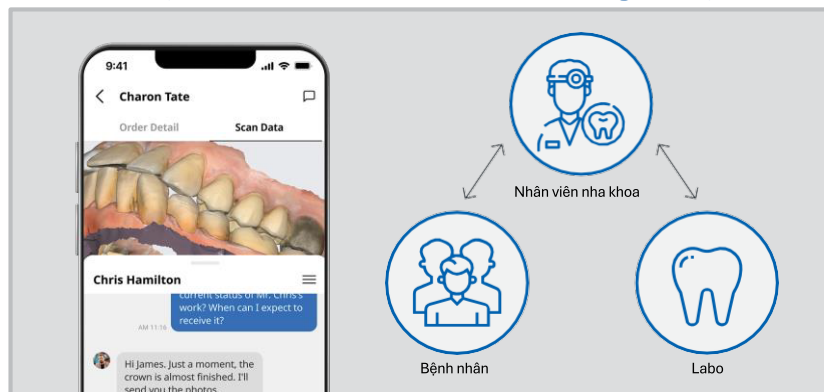 9:41
Charon Tate
Order Detail
Scan Data
Chris Hamilton
current status of Mr. Chris's
work? When can I expect to
receive it?
AM 11:16
Hi James. Just a moment, the
crown is almost finished. I'll
send you the photos
Nhân viên nha khoa
Bệnh nhân
Labo